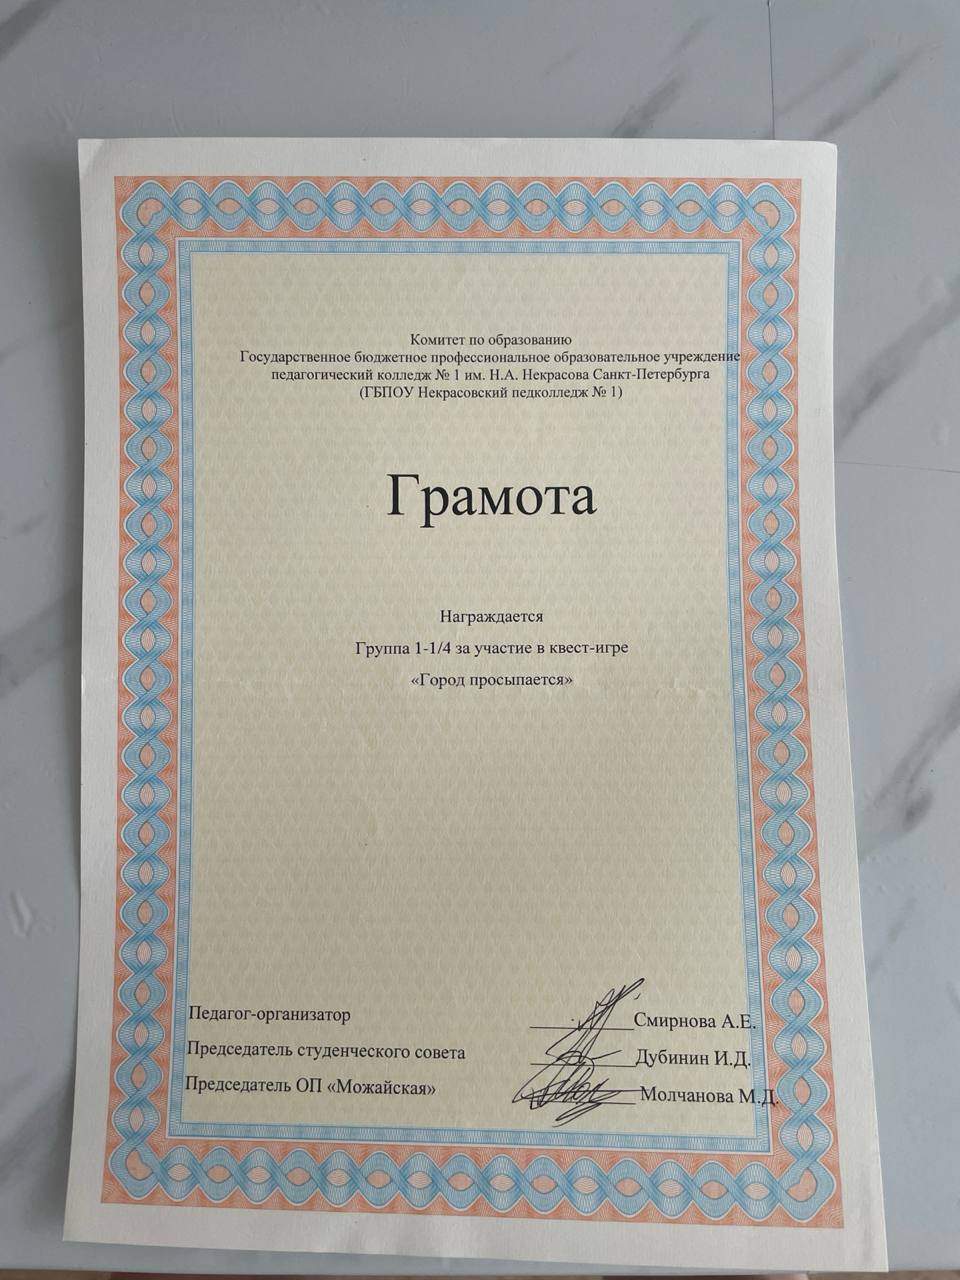 Комитет по образованию
Государственное бюджетное профессиональное образовательное учреждение
педагогический колледж № 1 им. Н.А. Некрасова Санкт-Петербурга
(ГБПОУ Некрасовский педколледж № 1)
Грамота
Награждается
Группа 1-1/4 за участие в квест-игре
«Город просыпается»
Педагог-организатор Смирнова А.Е.
Председатель студенческого совета Дубинин И.Д.
Председатель ОП «Можайская» Молчанова М.Д.